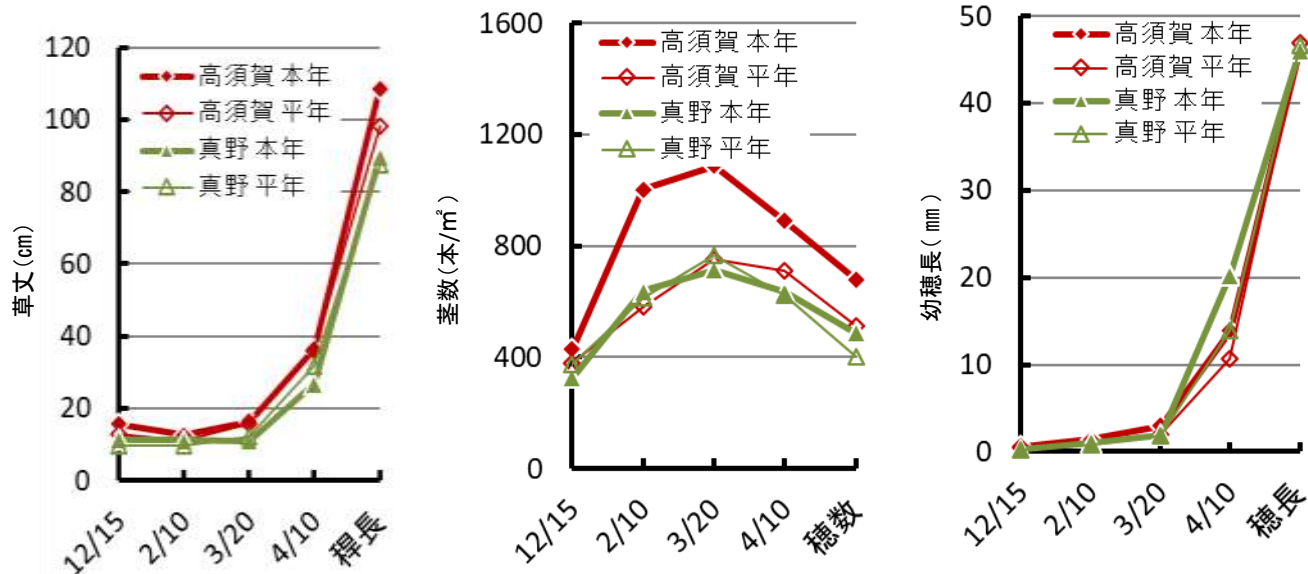 草丈(cm)
120
100
80
60
40
20
0
高須賀 本年
高須賀 平年
真野 本年
真野 平年
12/15
2/10
3/20
4/10
稈長
茎数(本/㎡)
1600
1200
800
400
0
高須賀 本年
高須賀 平年
真野 本年
真野 平年
12/15
2/10
3/20
4/10
穂数
幼穂長(㎜)
50
40
30
20
10
0
高須賀 本年
高須賀 平年
真野 本年
真野 平年
12/15
2/10
3/20
4/10
穂長